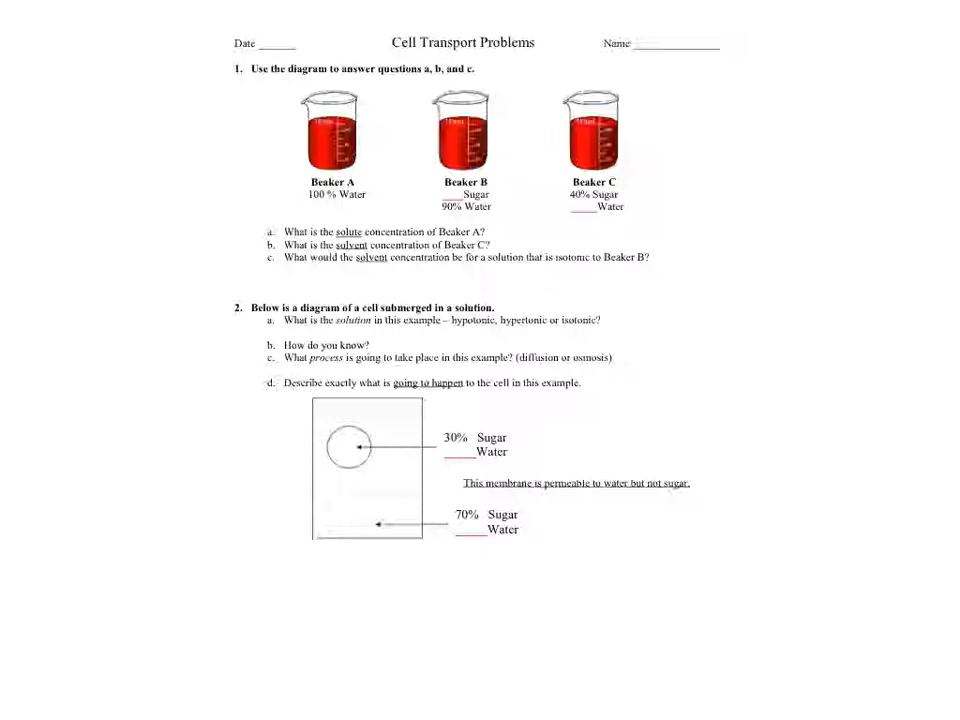 Date ______ Cell Transport Problems Name ________________
1. Use the diagram to answer questions a, b, and c.
Beaker A Beaker B Beaker C
100 % Water ____Sugar 40% Sugar
90% Water _____Water
a. What is the solute concentration of Beaker A?
b. What is the solvent concentration of Beaker C?
c. What would the solvent concentration be for a solution that is isotonic to Beaker B?
2. Below is a diagram of a cell submerged in a solution.
a. What is the solution in this example – hypotonic, hypertonic or isotonic?
b. How do you know?
c. What process is going to take place in this example? (diffusion or osmosis)
d. Describe exactly what is going to happen to the cell in this example.
30% Sugar
_____Water
This membrane is permeable to water but not sugar.
70% Sugar
_____Water